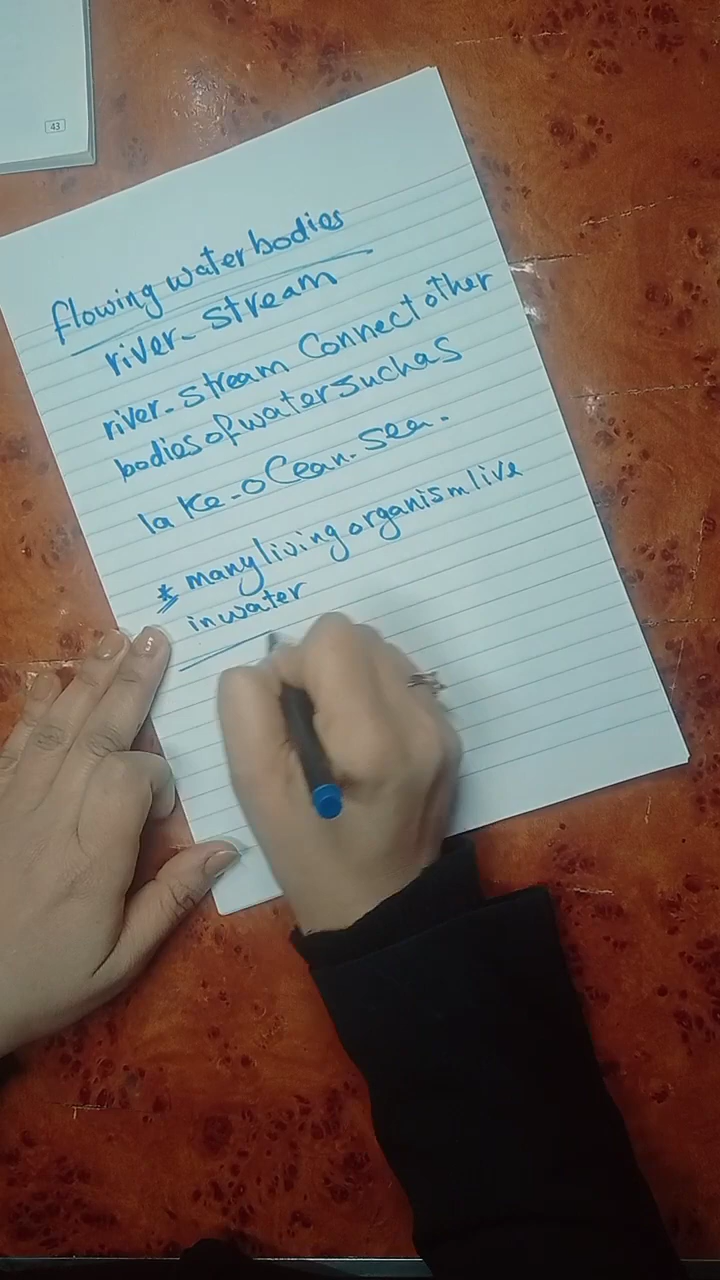 43
flowing water bodies
river - stream
river - stream connect other
bodies of water such as
lake - ocean - sea.
* many living organism live
in water